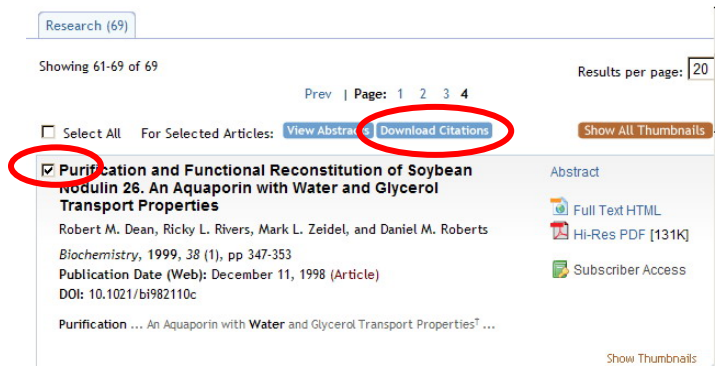 Research (69)
Showing 61-69 of 69
Results per page: 20
Prev | Page: 1 2 3 4
Select All For Selected Articles: View Abstracts Download Citations Show All Thumbnails
Purification and Functional Reconstitution of Soybean
Nodulin 26. An Aquaporin with Water and Glycerol
Transport Properties
Abstract
Full Text HTML
Hi-Res PDF [131K]
Subscriber Access
Robert M. Dean, Ricky L. Rivers, Mark L. Zeidel, and Daniel M. Roberts
Biochemistry, 1999, 38 (1), pp 347-353
Publication Date (Web): December 11, 1998 (Article)
DOI: 10.1021/bi982110c
Purification ... An Aquaporin with Water and Glycerol Transport Properties† ...
Show Thumbnails